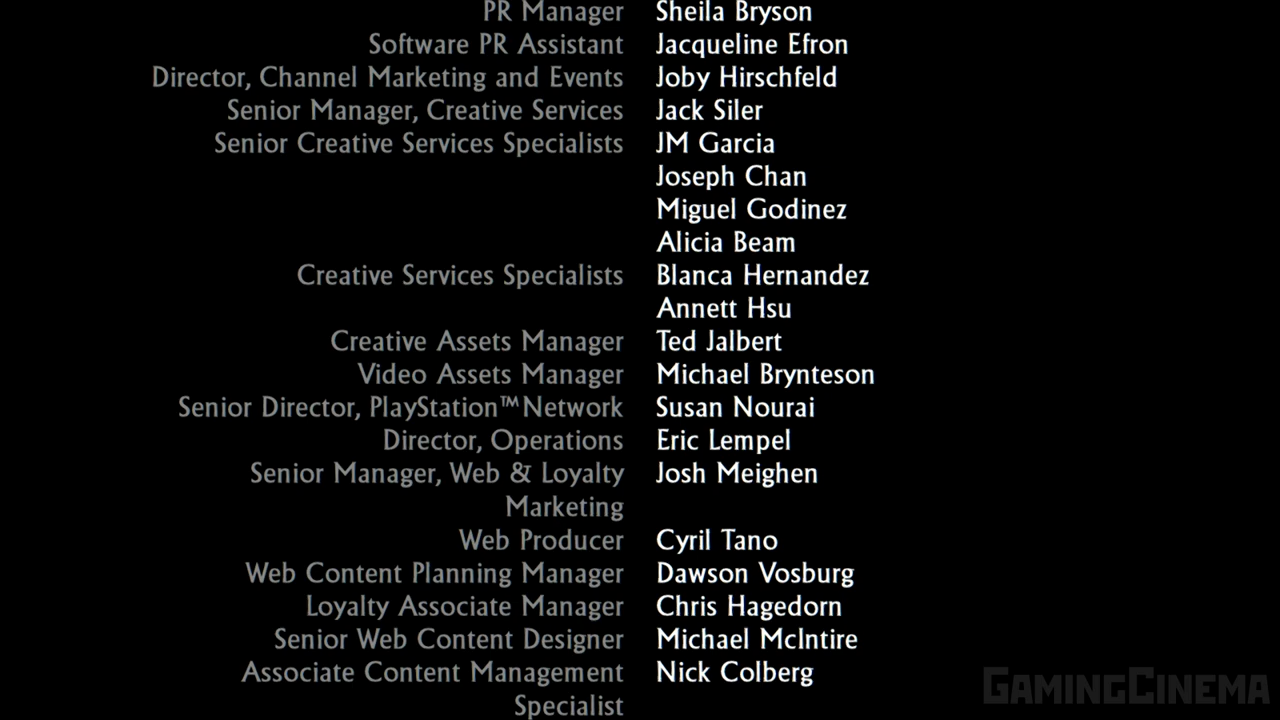 PR Manager Sheila Bryson
Software PR Assistant Jacqueline Efron
Director, Channel Marketing and Events Joby Hirschfeld
Senior Manager, Creative Services Jack Siler
Senior Creative Services Specialists JM Garcia
Joseph Chan
Miguel Godinez
Alicia Beam
Creative Services Specialists Blanca Hernandez
Annett Hsu
Creative Assets Manager Ted Jalbert
Video Assets Manager Michael Brynteson
Senior Director, PlayStation™Network Susan Nourai
Director, Operations Eric Lempel
Senior Manager, Web & Loyalty Josh Meighen
Marketing
Web Producer Cyril Tano
Web Content Planning Manager Dawson Vosburg
Loyalty Associate Manager Chris Hagedorn
Senior Web Content Designer Michael McIntire
Associate Content Management Nick Colberg
Specialist
GAMINGCINEMA